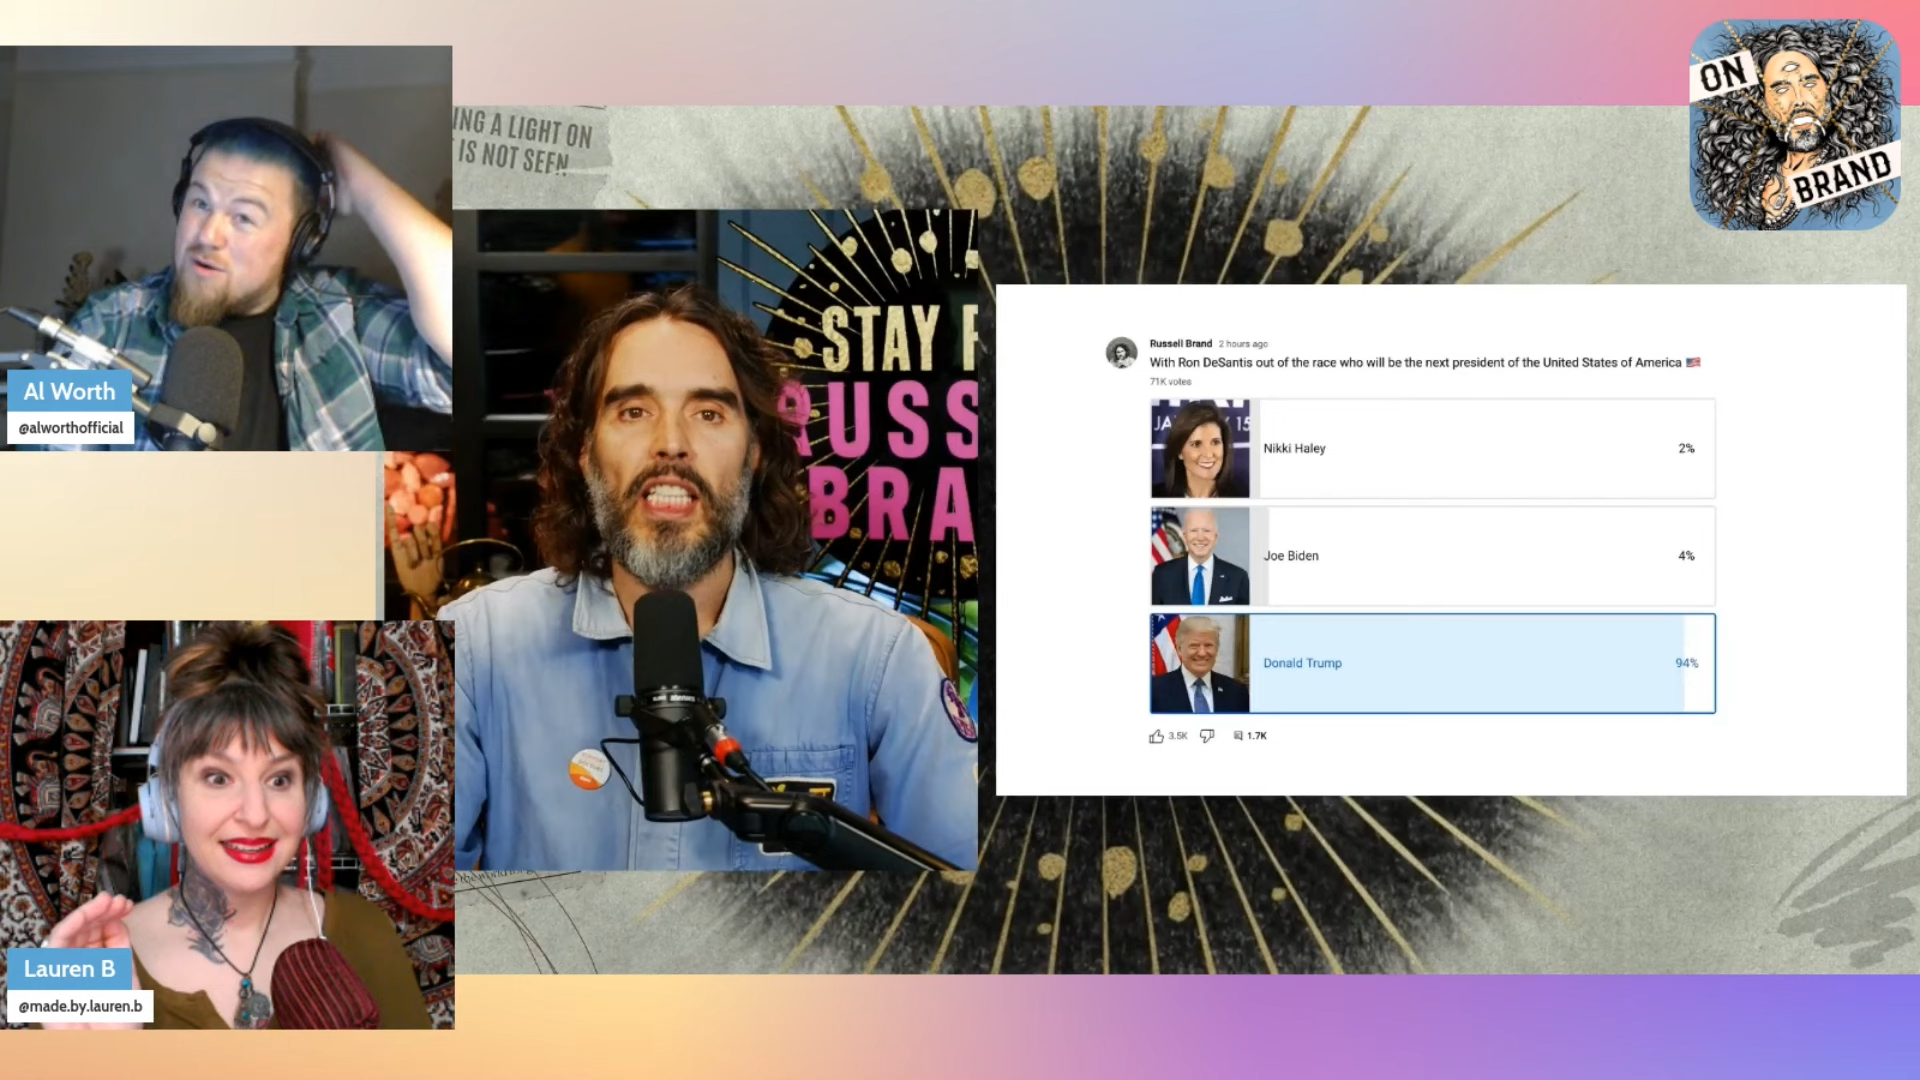 ON
BRAND
ING A LIGHT ON
IS NOT SEEN
Al Worth
@alworthofficial
STAY F
RUSS
BRA
Russell Brand 2 hours ago
With Ron DeSantis out of the race who will be the next president of the United States of America 🇺🇸
71K votes
JA Y 15
Nikki Haley 2%
Joe Biden 4%
Donald Trump 94%
3.5K 1.7K
Lauren B
@made.by.lauren.b